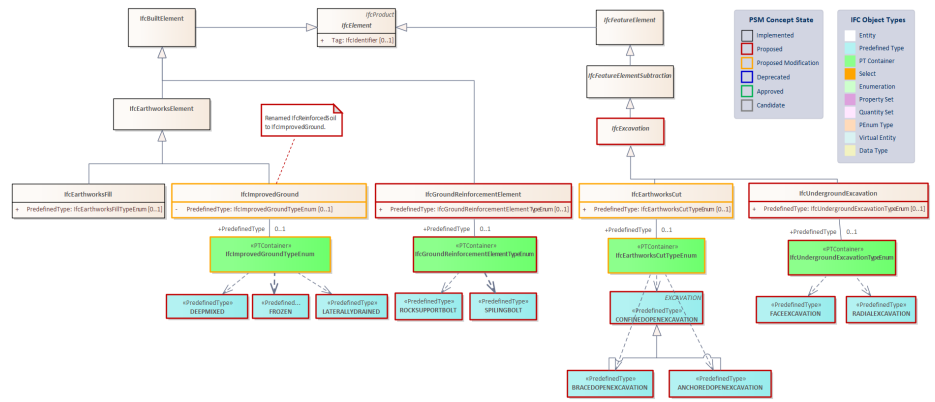 IfcBuiltElement
IfcProduct
IfcElement
+ Tag: IfcIdentifier [0..1]
IfcFeatureElement
PSM Concept State
Implemented
Proposed
Proposed Modification
Deprecated
Approved
Candidate
IFC Object Types
Entity
Predefined Type
PT Container
Select
Enumeration
Property Set
Quantity Set
PEnum Type
Virtual Entity
Data Type
IfcFeatureElementSubtraction
IfcEarthworksElement
Renamed IfcReinforcedSoil
to IfcImprovedGround.
IfcExcavation
IfcEarthworksFill
+ PredefinedType: IfcEarthworksFillTypeEnum [0..1]
IfcImprovedGround
- PredefinedType: IfcImprovedGroundTypeEnum [0..1]
IfcGroundReinforcementElement
+ PredefinedType: IfcGroundReinforcementElementTypeEnum [0..1]
IfcEarthworksCut
+ PredefinedType: IfcEarthworksCutTypeEnum [0..1]
IfcUndergroundExcavation
+ PredefinedType: IfcUndergroundExcavationTypeEnum [0..1]
+PredefinedType 0..1
+PredefinedType 0..1
+PredefinedType 0..1
+PredefinedType 0..1
«PTContainer»
IfcImprovedGroundTypeEnum
«PTContainer»
IfcGroundReinforcementElementTypeEnum
«PTContainer»
IfcEarthworksCutTypeEnum
«PTContainer»
IfcUndergroundExcavationTypeEnum
«PredefinedType»
DEEPMIXED
«Predefined...
FROZEN
«PredefinedType»
LATERALLYDRAINED
«PredefinedType»
ROCKSUPPORTBOLT
«PredefinedType»
SPILINGBOLT
EXCAVATION
«PredefinedType»
CONFINEDOPENEXCAVATION
«PredefinedType»
FACEEXCAVATION
«PredefinedType»
RADIALEXCAVATION
«PredefinedType»
BRACEDOPENEXCAVATION
«PredefinedType»
ANCHOREDOPENEXCAVATION